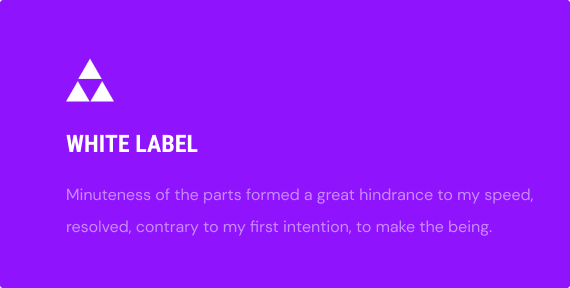 WHITE LABEL
Minuteness of the parts formed a great hindrance to my speed,
resolved, contrary to my first intention, to make the being.